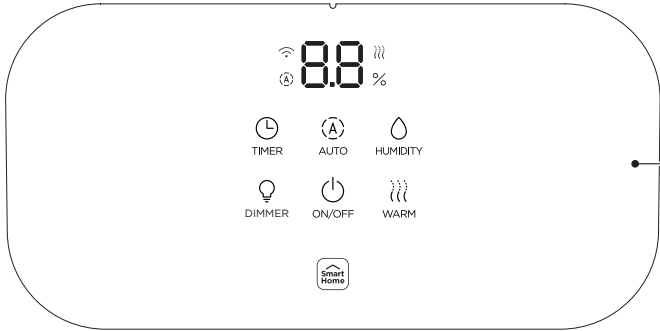 8.8
A %
A
TIMER AUTO HUMIDITY
DIMMER ON/OFF WARM
Smart
Home